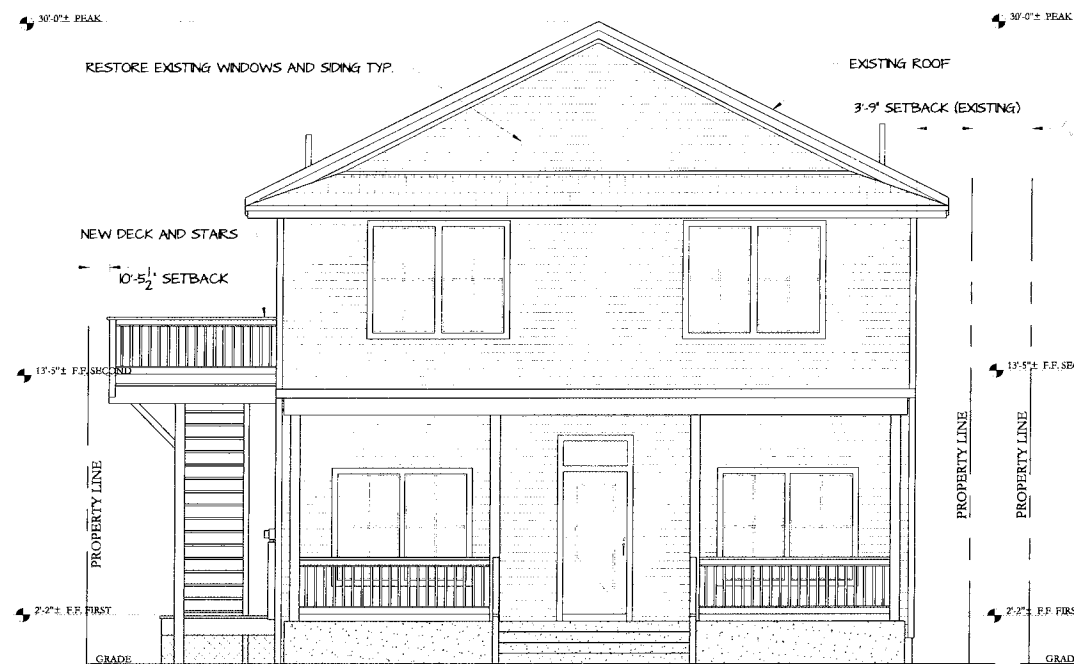 30'-0"± PEAK
30'-0"± PEAK
RESTORE EXISTING WINDOWS AND SIDING TYP.
EXISTING ROOF
3'-9" SETBACK (EXISTING)
NEW DECK AND STAIRS
10'-5 1/2" SETBACK
13'-5"± F.F. SECOND
13'-5"± F.F. SEC
PROPERTY LINE
PROPERTY LINE
PROPERTY LINE
2'-2"± F.F. FIRST
2'-2"± F.F. FIRS
GRADE
GRAD